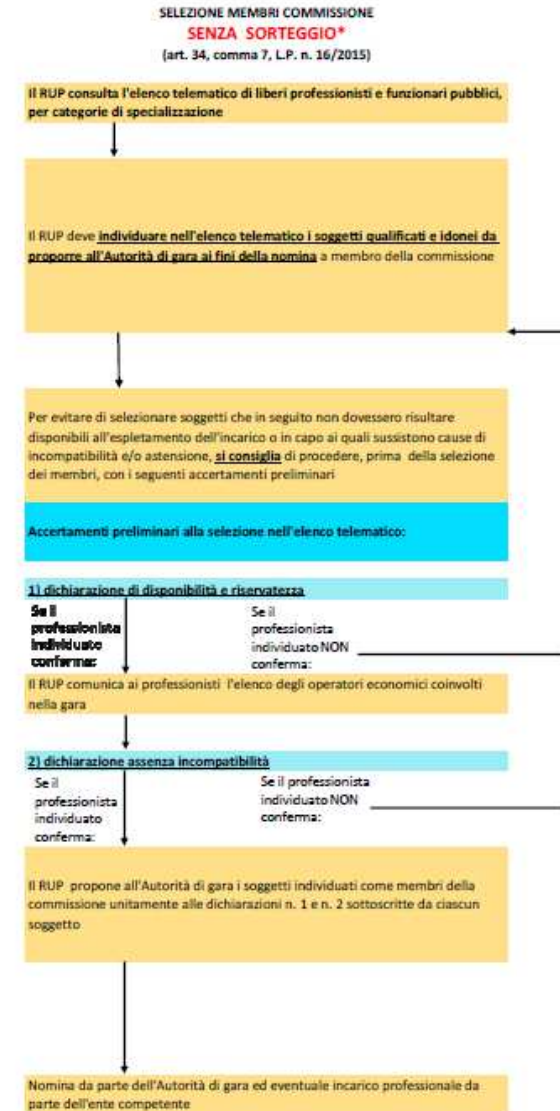 SELEZIONE MEMBRI COMMISSIONE
SENZA SORTEGGIO*
(art. 34, comma 7, L.P. n. 16/2015)
Il RUP consulta l'elenco telematico di liberi professionisti e funzionari pubblici,
per categorie di specializzazione
Il RUP deve individuare nell'elenco telematico i soggetti qualificati e idonei da
proporre all'Autorità di gara ai fini della nomina a membro della commissione
Per evitare di selezionare soggetti che in seguito non dovessero risultare
disponibili all'espletamento dell'incarico o in capo ai quali sussistono cause di
incompatibilità e/o astensione, si consiglia di procedere, prima della selezione
dei membri, con i seguenti accertamenti preliminari
Accertamenti preliminari alla selezione nell'elenco telematico:
1) dichiarazione di disponibilità e riservatezza
Se il
professionista
individuato
conferma:
Se il
professionista
individuato NON
conferma:
Il RUP comunica ai professionisti l'elenco degli operatori economici coinvolti
nella gara
2) dichiarazione assenza incompatibilità
Se il
professionista
individuato
conferma:
Se il professionista
individuato NON
conferma:
Il RUP propone all'Autorità di gara i soggetti individuati come membri della
commissione unitamente alle dichiarazioni n. 1 e n. 2 sottoscritte da ciascun
soggetto
Nomina da parte dell'Autorità di gara ed eventuale incarico professionale da
parte dell'ente competente